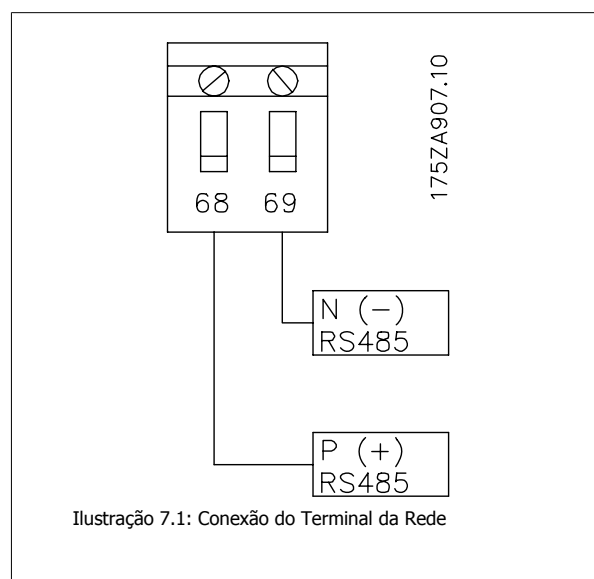 175ZA907.10
68 69
N (-)
RS485
P (+)
RS485
Ilustração 7.1: Conexão do Terminal da Rede